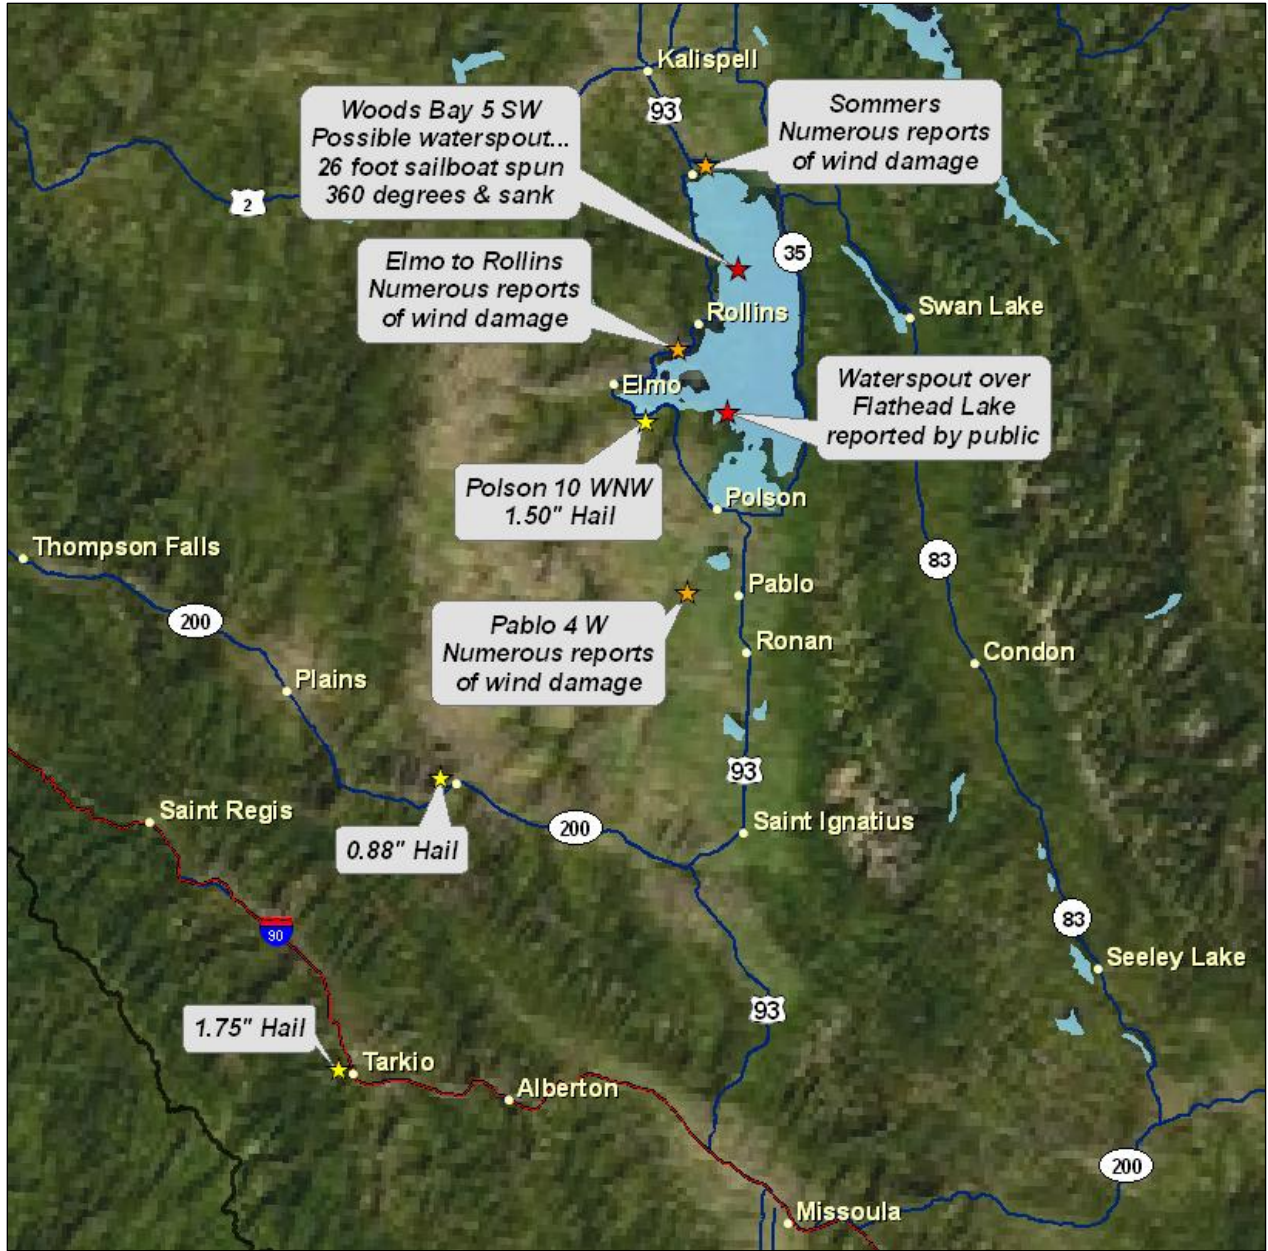 Kalispell
93
Woods Bay 5 SW
Possible waterspout...
26 foot sailboat spun
360 degrees & sank
Sommers
Numerous reports
of wind damage
2
35
Elmo to Rollins
Numerous reports
of wind damage
Rollins
Swan Lake
Elmo
Waterspout over
Flathead Lake
reported by public
Polson 10 WNW
1.50" Hail
Polson
Thompson Falls
83
Pablo
200
Pablo 4 W
Numerous reports
of wind damage
Ronan
Condon
Plains
93
Saint Regis
200
Saint Ignatius
0.88" Hail
90
83
Seeley Lake
93
1.75" Hail
Tarkio
Alberton
200
Missoula